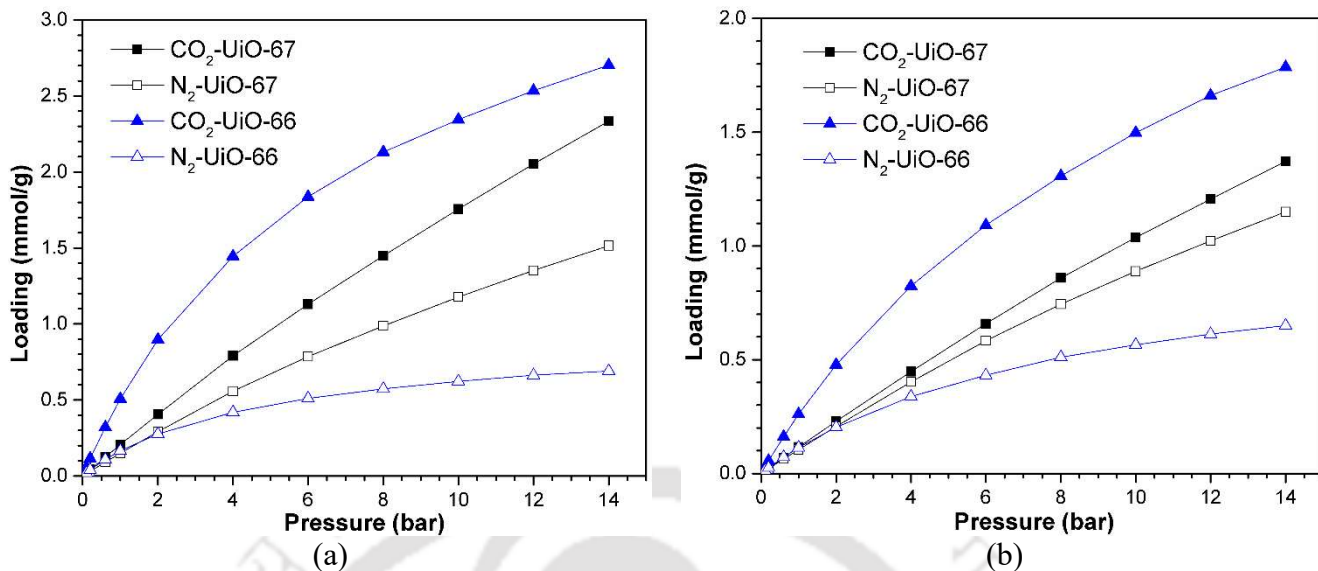 3.0
2.5
2.0
1.5
1.0
0.5
0.0
Loading (mmol/g)
CO₂-UiO-67
N₂-UiO-67
CO₂-UiO-66
N₂-UiO-66
0 2 4 6 8 10 12 14
Pressure (bar)
(a)
2.0
1.5
1.0
0.5
0.0
Loading (mmol/g)
CO₂-UiO-67
N₂-UiO-67
CO₂-UiO-66
N₂-UiO-66
0 2 4 6 8 10 12 14
Pressure (bar)
(b)